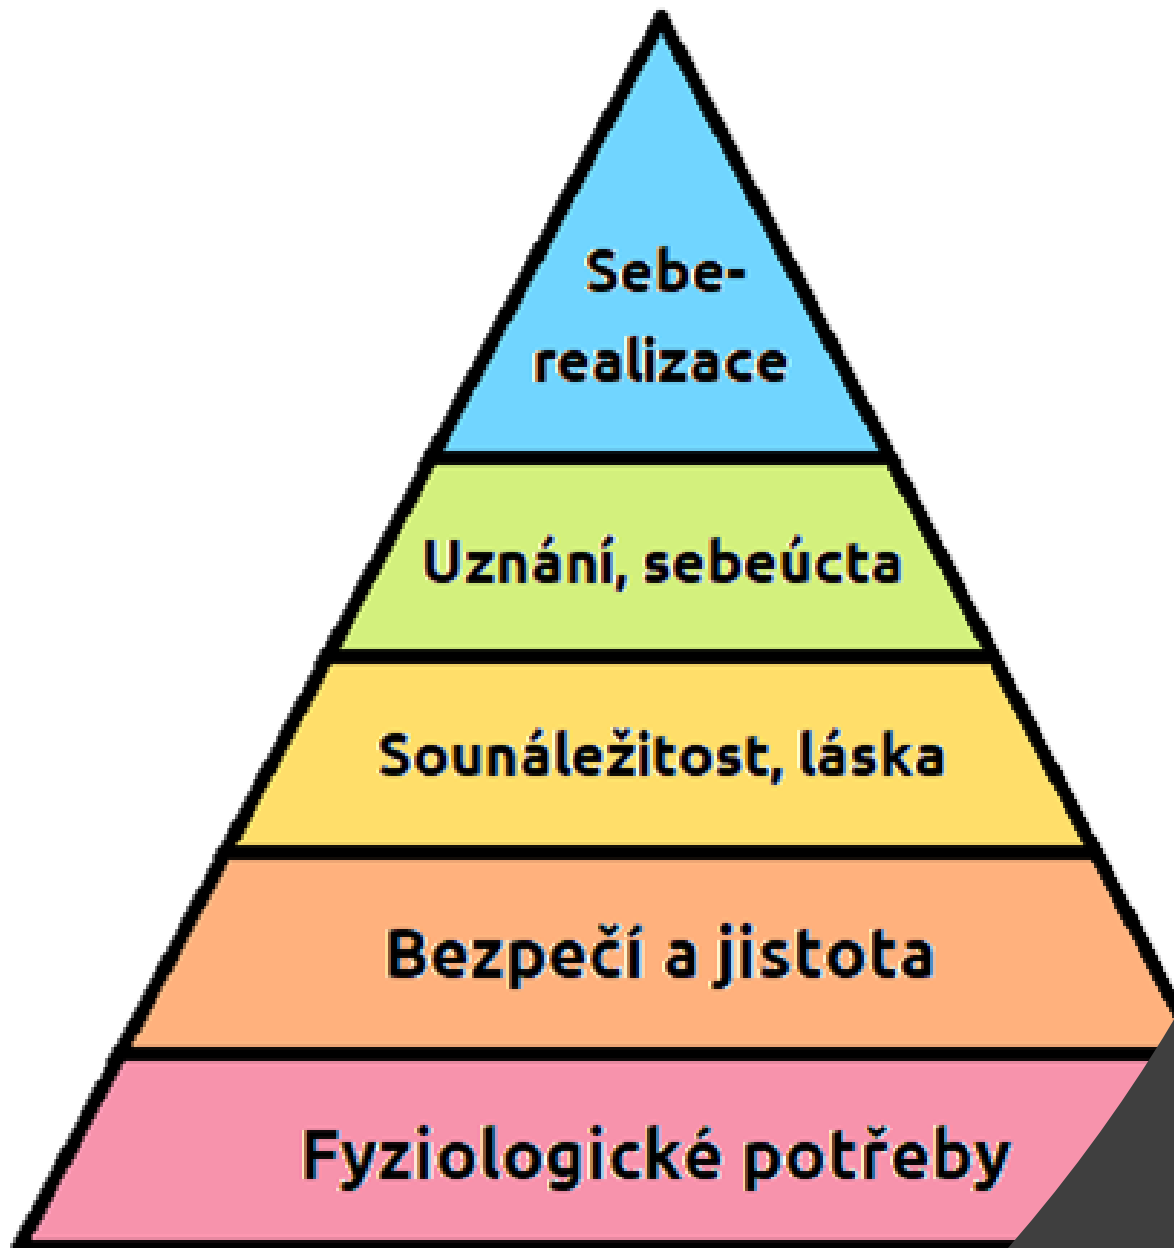 Sebe-
realizace
Uznání, sebeúcta
Sounáležitost, láska
Bezpečí a jistota
Fyziologické potřeby